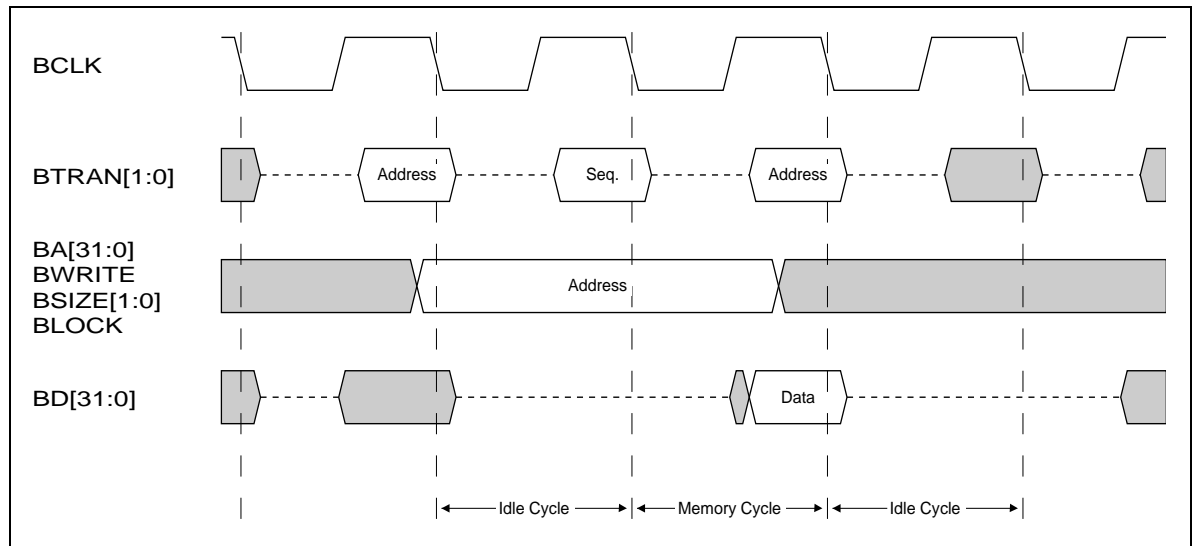 BCLK
BTRAN[1:0]
Address
Seq.
Address
BA[31:0]
BWRITE
BSIZE[1:0]
BLOCK
Address
BD[31:0]
Data
Idle Cycle
Memory Cycle
Idle Cycle